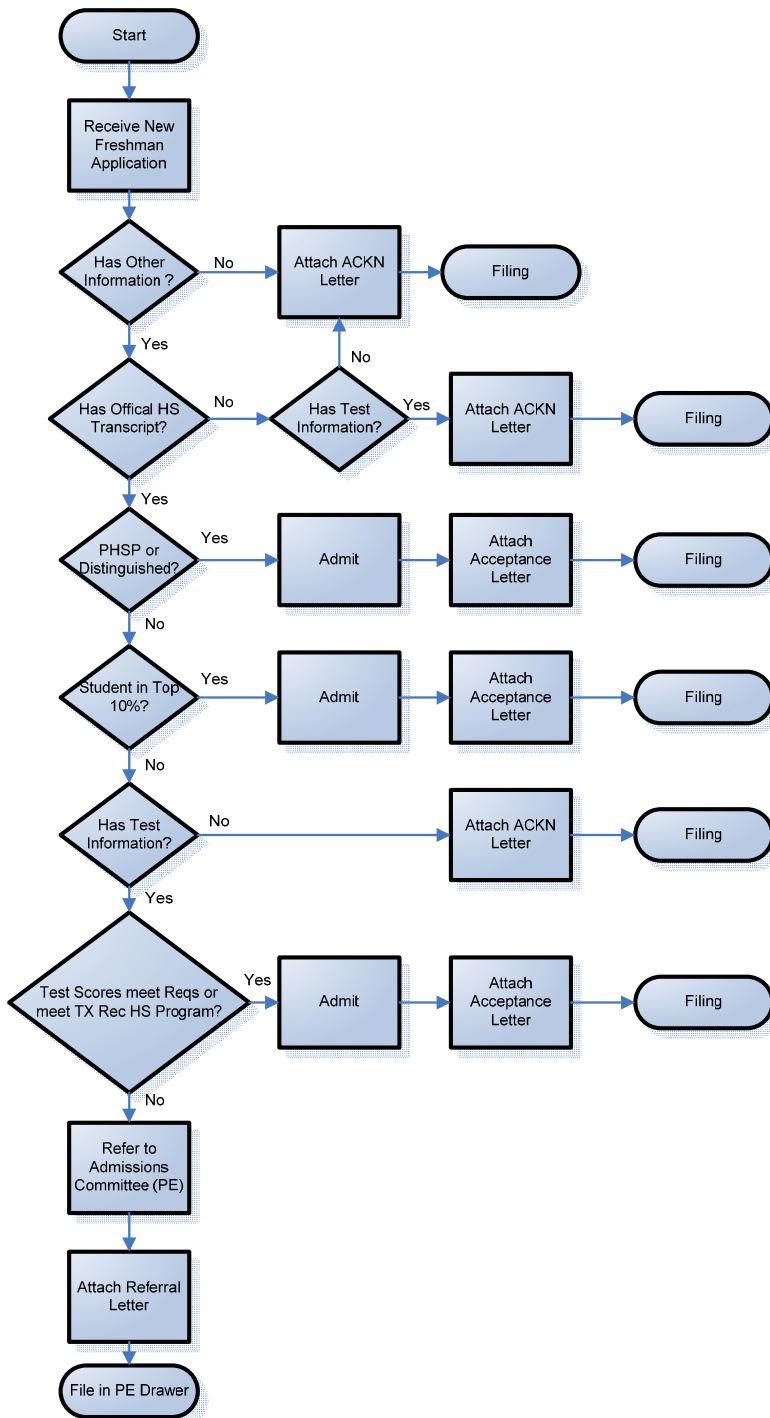 Start
Receive New
Freshman
Application
Has Other
Information ?
No
Attach ACKN
Letter
Filing
Yes
No
Has Offical HS
Transcript?
No
Has Test
Information?
Yes
Attach ACKN
Letter
Filing
Yes
PHSP or
Distinguished?
Yes
Admit
Attach
Acceptance
Letter
Filing
No
Student in Top
10%?
Yes
Admit
Attach
Acceptance
Letter
Filing
No
Has Test
Information?
No
Attach ACKN
Letter
Filing
Yes
Test Scores meet Reqs or
meet TX Rec HS Program?
Yes
Admit
Attach
Acceptance
Letter
Filing
No
Refer to
Admissions
Committee (PE)
Attach Referral
Letter
File in PE Drawer